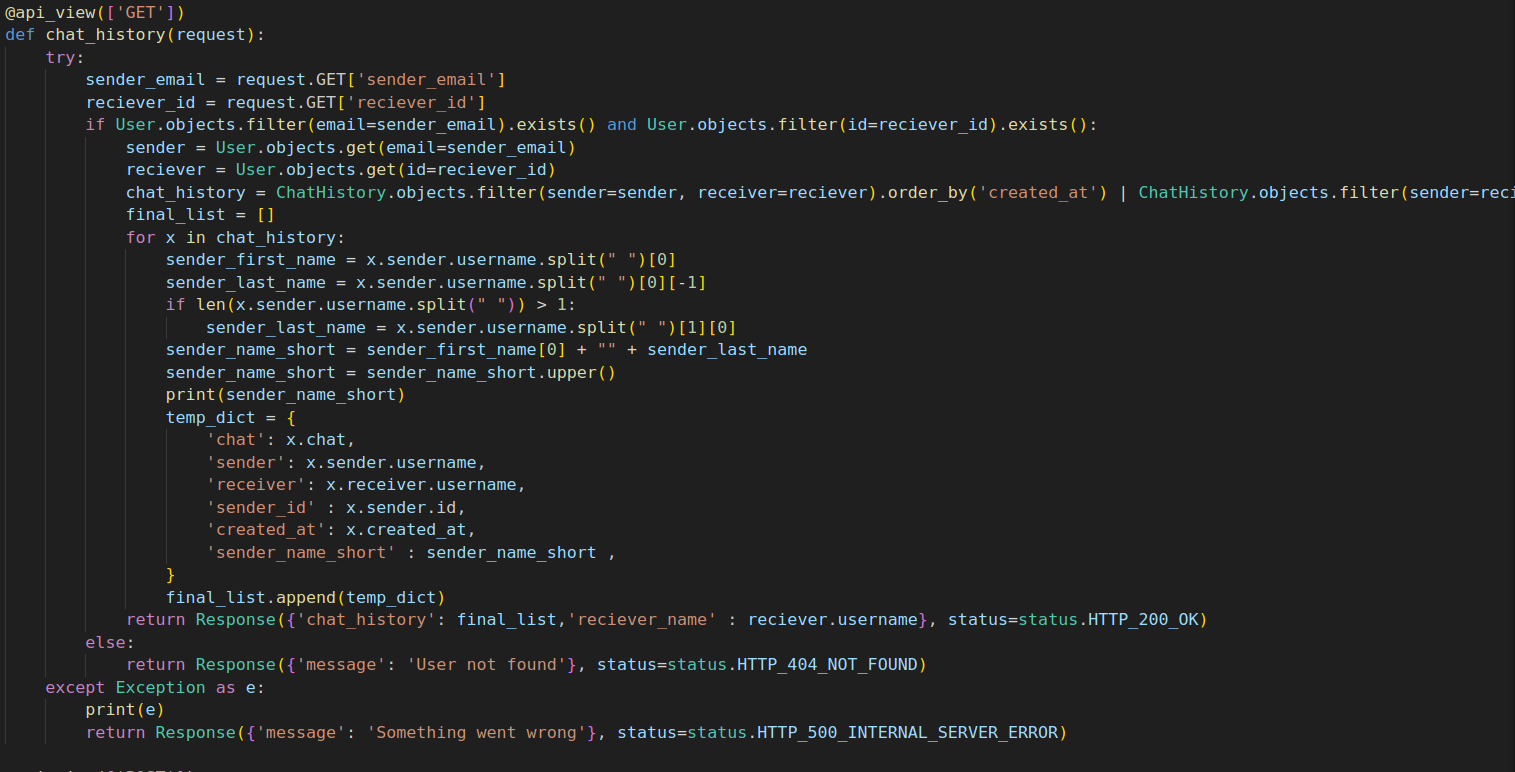 @api_view(['GET'])
def chat_history(request):
    try:
        sender_email = request.GET['sender_email']
        reciever_id = request.GET['reciever_id']
        if User.objects.filter(email=sender_email).exists() and User.objects.filter(id=reciever_id).exists():
            sender = User.objects.get(email=sender_email)
            reciever = User.objects.get(id=reciever_id)
            chat_history = ChatHistory.objects.filter(sender=sender, receiver=reciever).order_by('created_at') | ChatHistory.objects.filter(sender=reci
            final_list = []
            for x in chat_history:
                sender_first_name = x.sender.username.split(" ")[0]
                sender_last_name = x.sender.username.split(" ")[0][-1]
                if len(x.sender.username.split(" ")) > 1:
                    sender_last_name = x.sender.username.split(" ")[1][0]
                sender_name_short = sender_first_name[0] + "" + sender_last_name
                sender_name_short = sender_name_short.upper()
                print(sender_name_short)
                temp_dict = {
                    'chat': x.chat,
                    'sender': x.sender.username,
                    'receiver': x.receiver.username,
                    'sender_id' : x.sender.id,
                    'created_at': x.created_at,
                    'sender_name_short' : sender_name_short ,
                }
                final_list.append(temp_dict)
            return Response({'chat_history': final_list,'reciever_name' : reciever.username}, status=status.HTTP_200_OK)
        else:
            return Response({'message': 'User not found'}, status=status.HTTP_404_NOT_FOUND)
    except Exception as e:
        print(e)
        return Response({'message': 'Something went wrong'}, status=status.HTTP_500_INTERNAL_SERVER_ERROR)